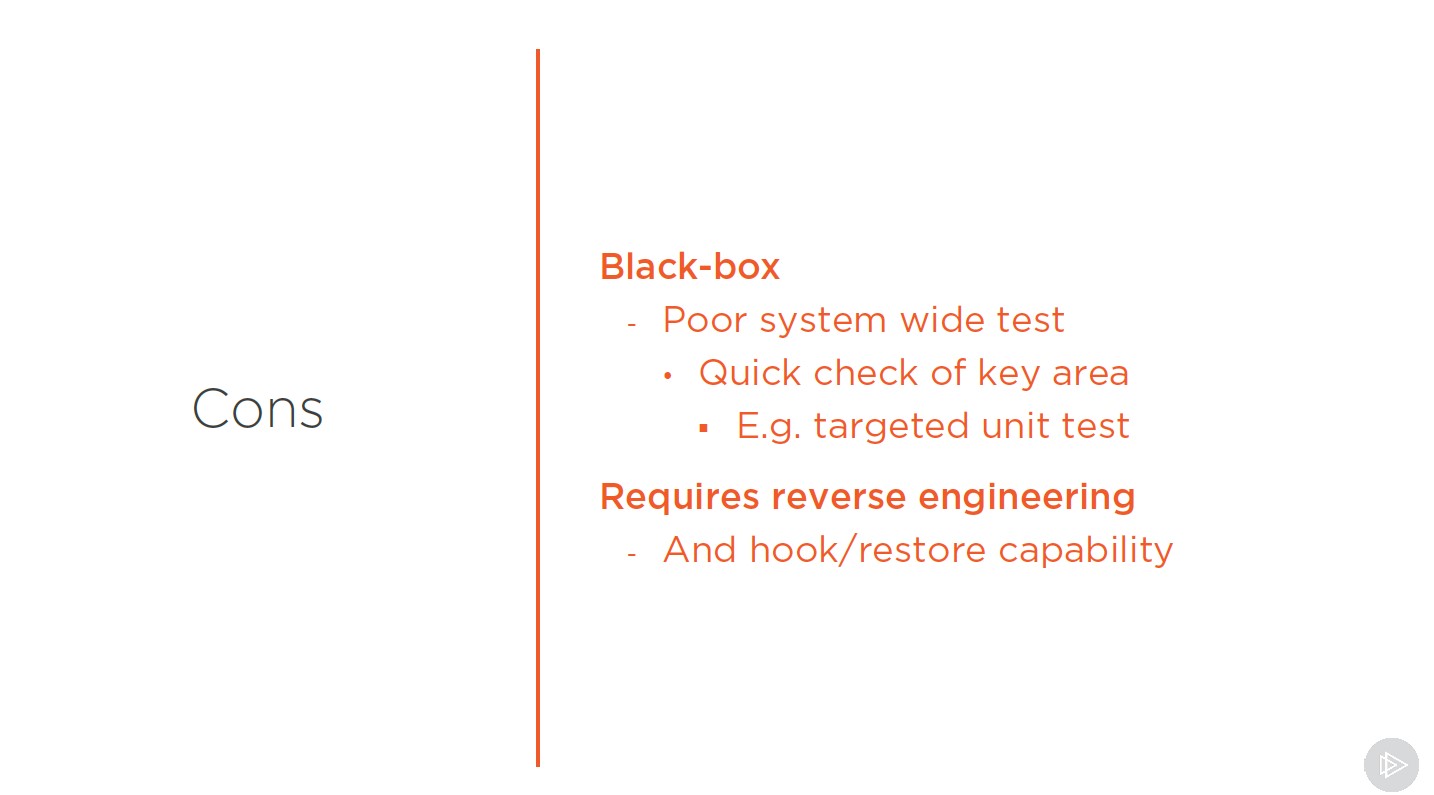 Cons
Black-box
- Poor system wide test
• Quick check of key area
▪ E.g. targeted unit test
Requires reverse engineering
- And hook/restore capability